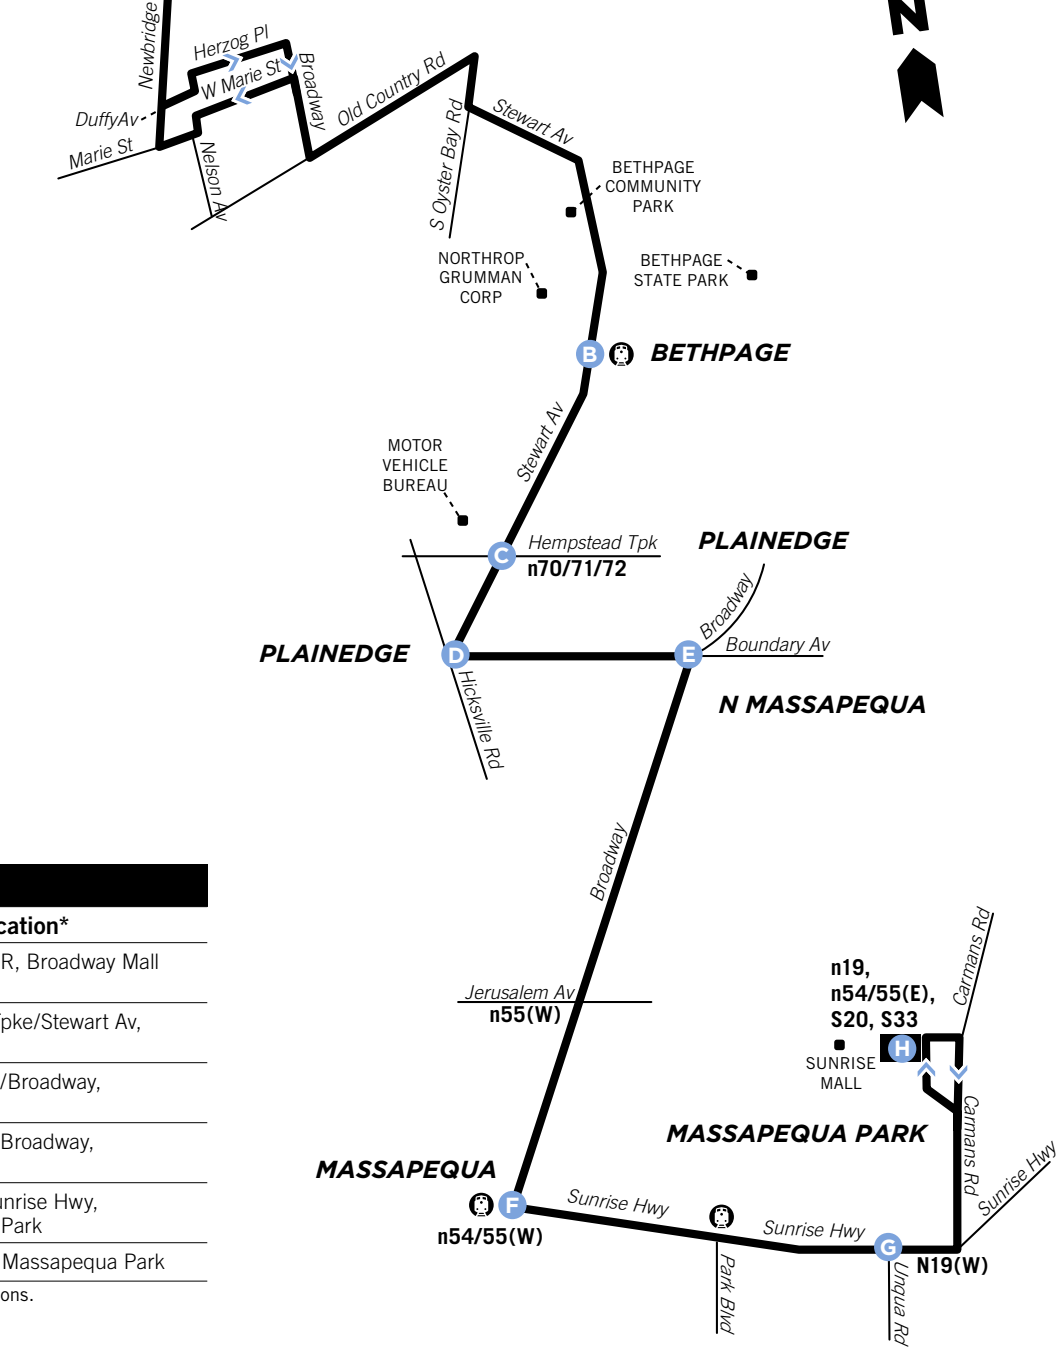 Newbridge
N
Herzog Pl
W Marie St
Broadway
Old Country Rd
DuffyAv
Marie St
Nelson Av
S Oyster Bay Rd
Stewart Av
BETHPAGE
COMMUNITY
PARK
NORTHROP
GRUMMAN
CORP
BETHPAGE
STATE PARK
B
BETHPAGE
Stewart Av
MOTOR
VEHICLE
BUREAU
C
Hempstead Tpk
n70/71/72
PLAINEDGE
Broadway
PLAINEDGE
D
E
Boundary Av
Hicksville Rd
N MASSAPEQUA
Broadway
cation*
R, Broadway Mall
pke/Stewart Av,
/Broadway,
Broadway,
unrise Hwy,
Park
Massapequa Park
ons.
Jerusalem Av
n55(W)
n19,
n54/55(E),
S20, S33
Carmans Rd
H
SUNRISE
MALL
Carmans Rd
MASSAPEQUA PARK
Sunrise Hwy
MASSAPEQUA
F
n54/55(W)
Sunrise Hwy
Sunrise Hwy
G
N19(W)
Park Blvd
Unqua Rd